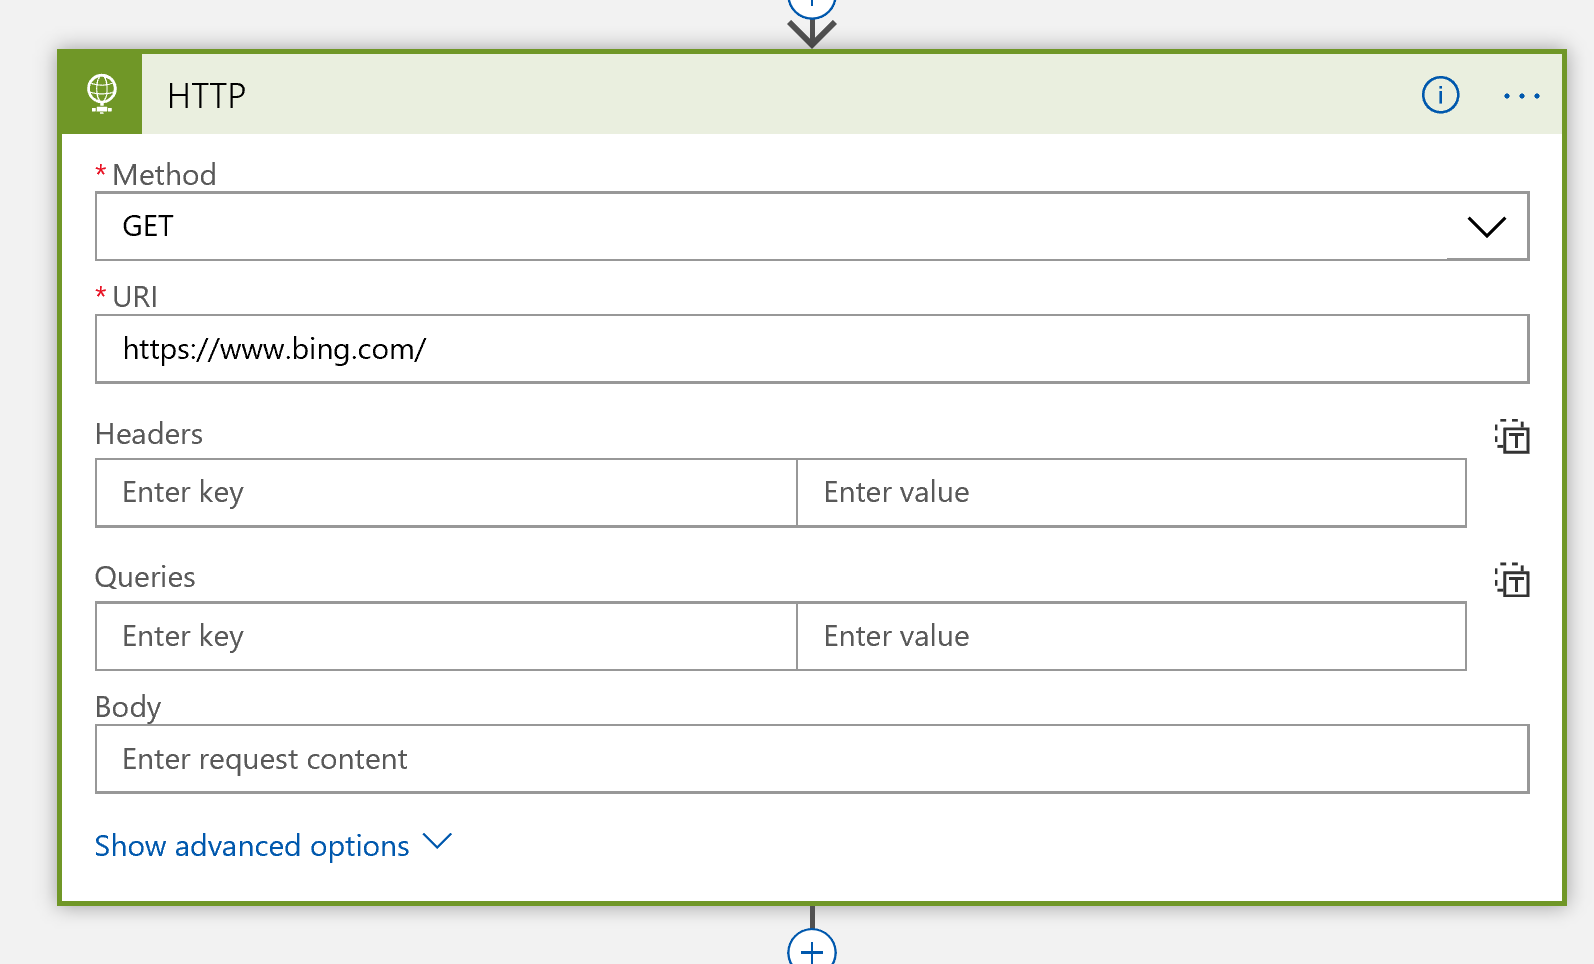 HTTP
* Method
GET
* URI
https://www.bing.com/
Headers
Enter key Enter value
Queries
Enter key Enter value
Body
Enter request content
Show advanced options